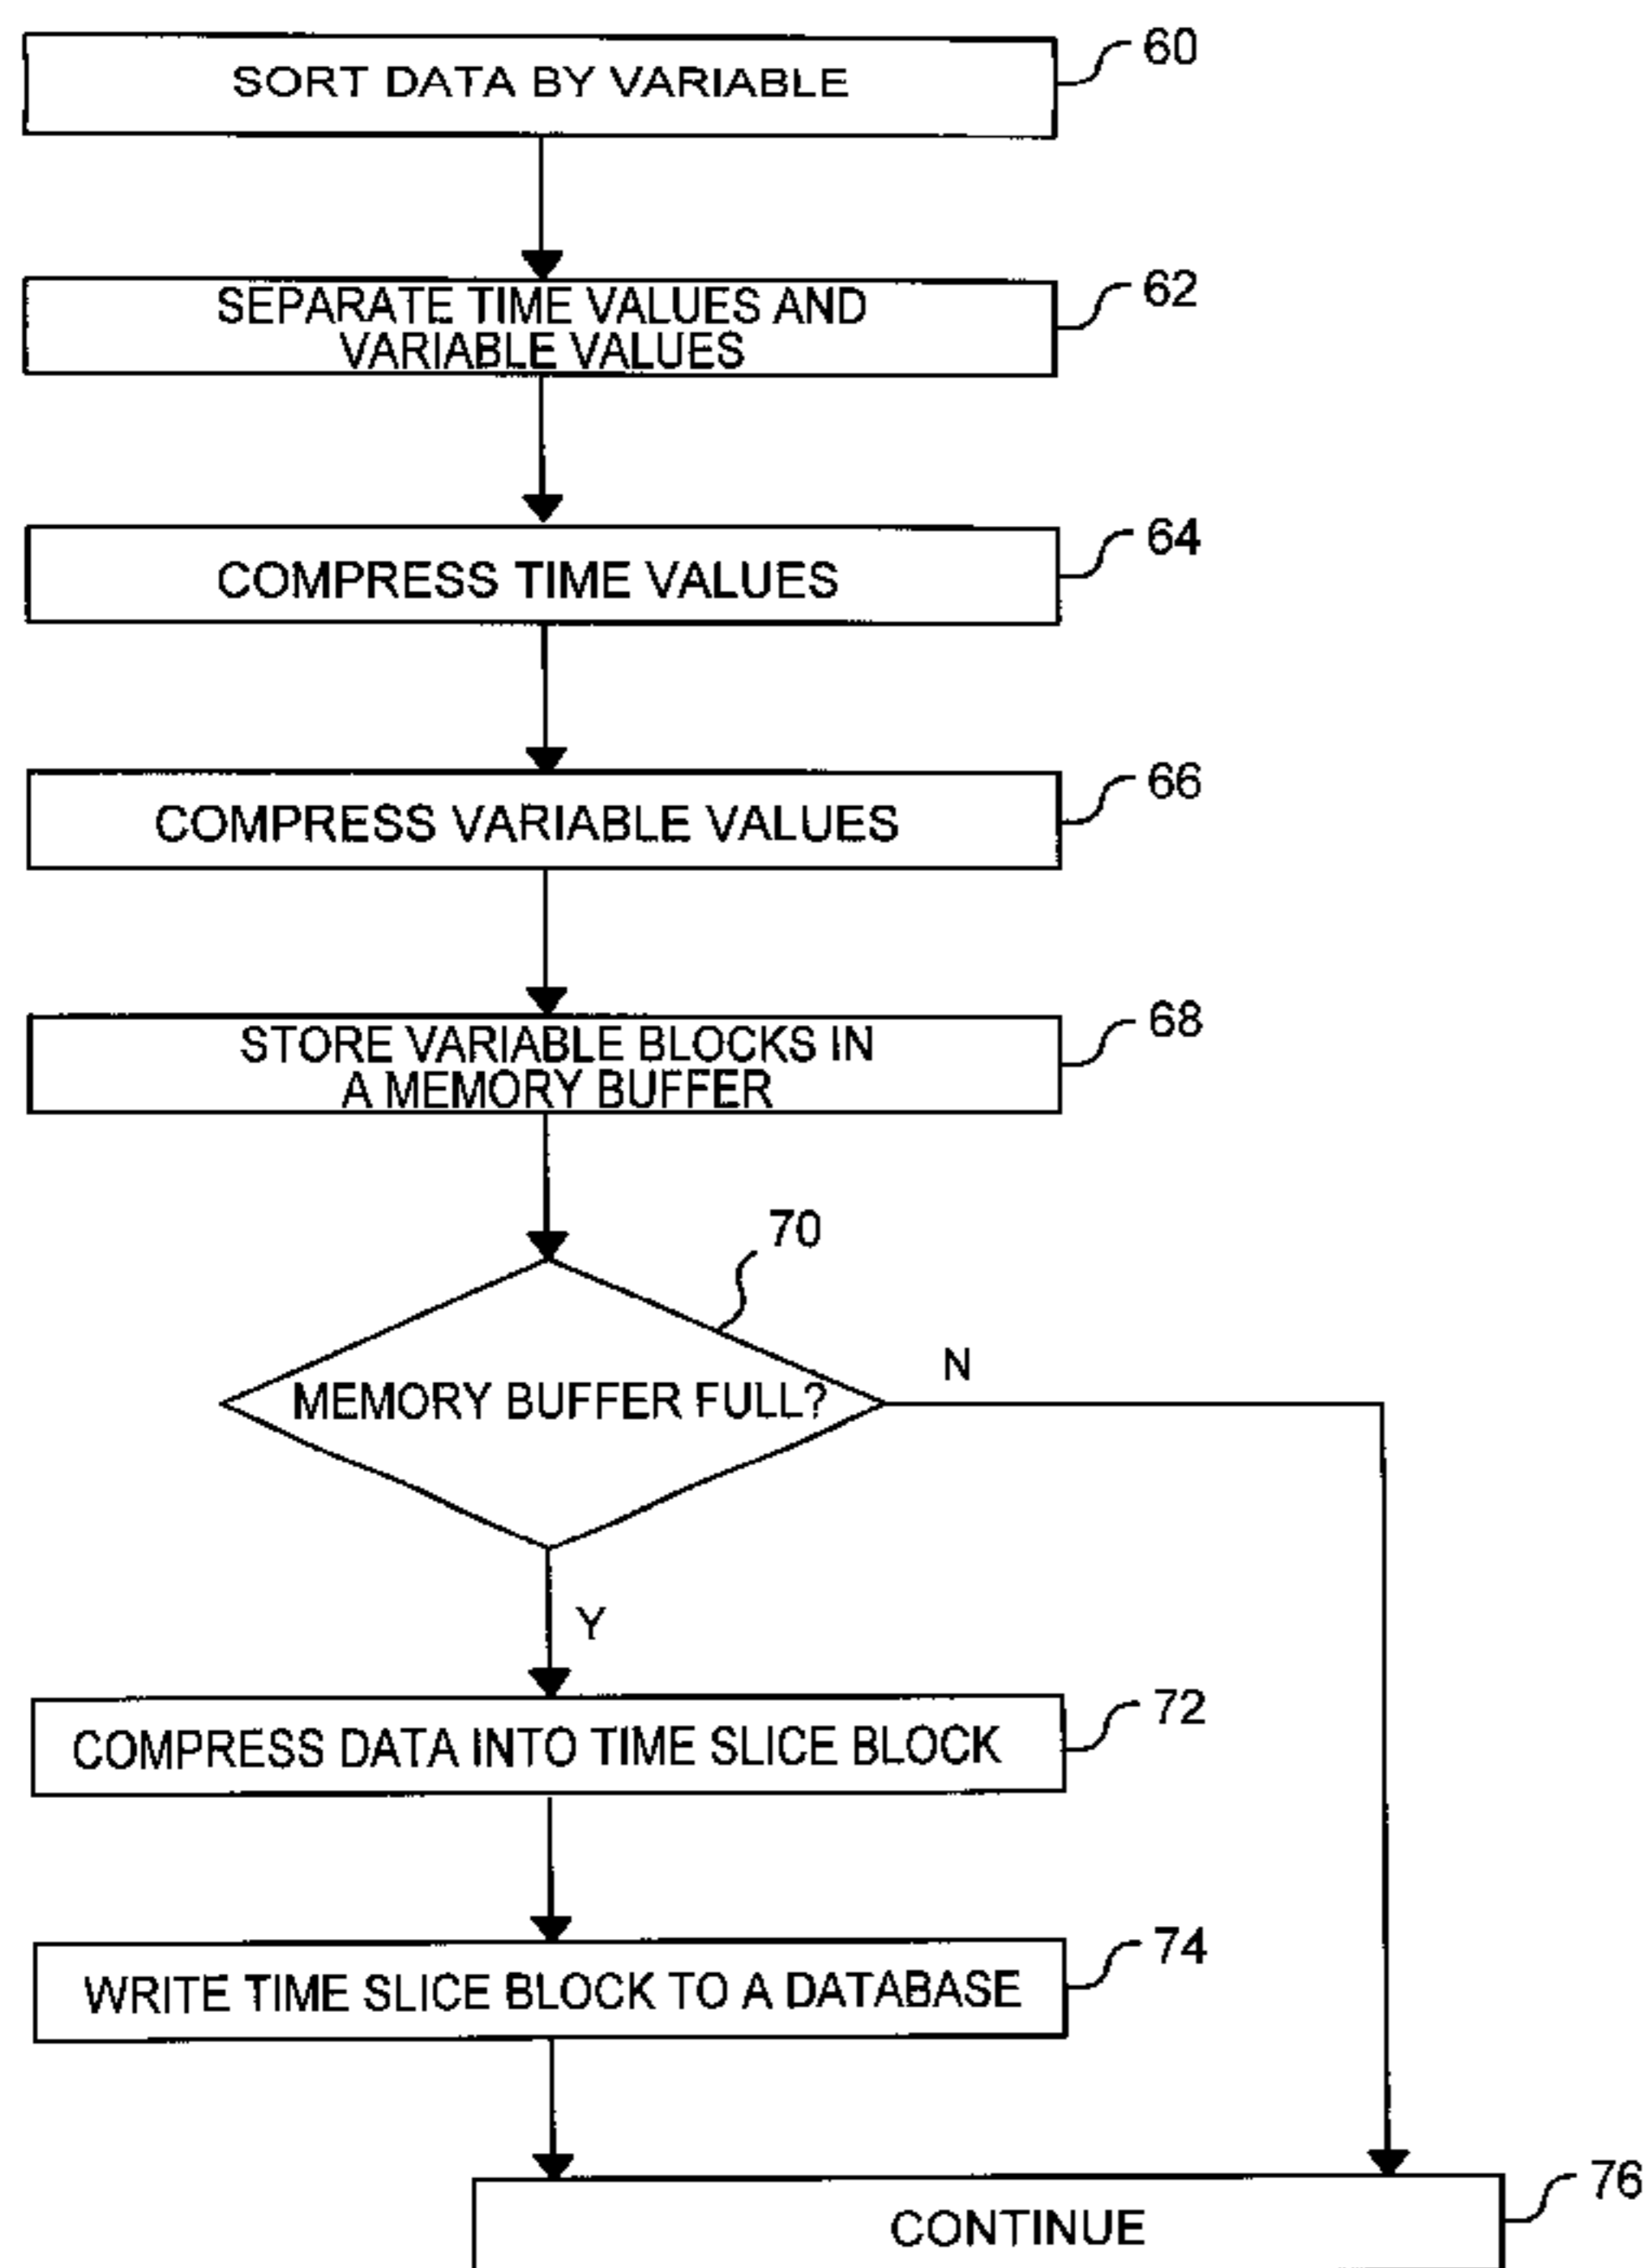 SORT DATA BY VARIABLE
60
SEPARATE TIME VALUES AND
VARIABLE VALUES
62
COMPRESS TIME VALUES
64
COMPRESS VARIABLE VALUES
66
STORE VARIABLE BLOCKS IN
A MEMORY BUFFER
68
70
MEMORY BUFFER FULL?
N
Y
COMPRESS DATA INTO TIME SLICE BLOCK
72
WRITE TIME SLICE BLOCK TO A DATABASE
74
CONTINUE
76